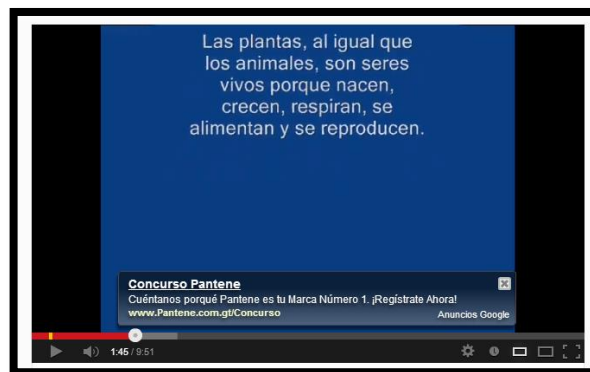 Las plantas, al igual que
los animales, son seres
vivos porque nacen,
crecen, respiran, se
alimentan y se reproducen.
Concurso Pantene
Cuéntanos porqué Pantene es tu Marca Número 1. ¡Regístrate Ahora!
www.Pantene.com.gt/Concurso
Anuncios Google
1:45 / 9:51